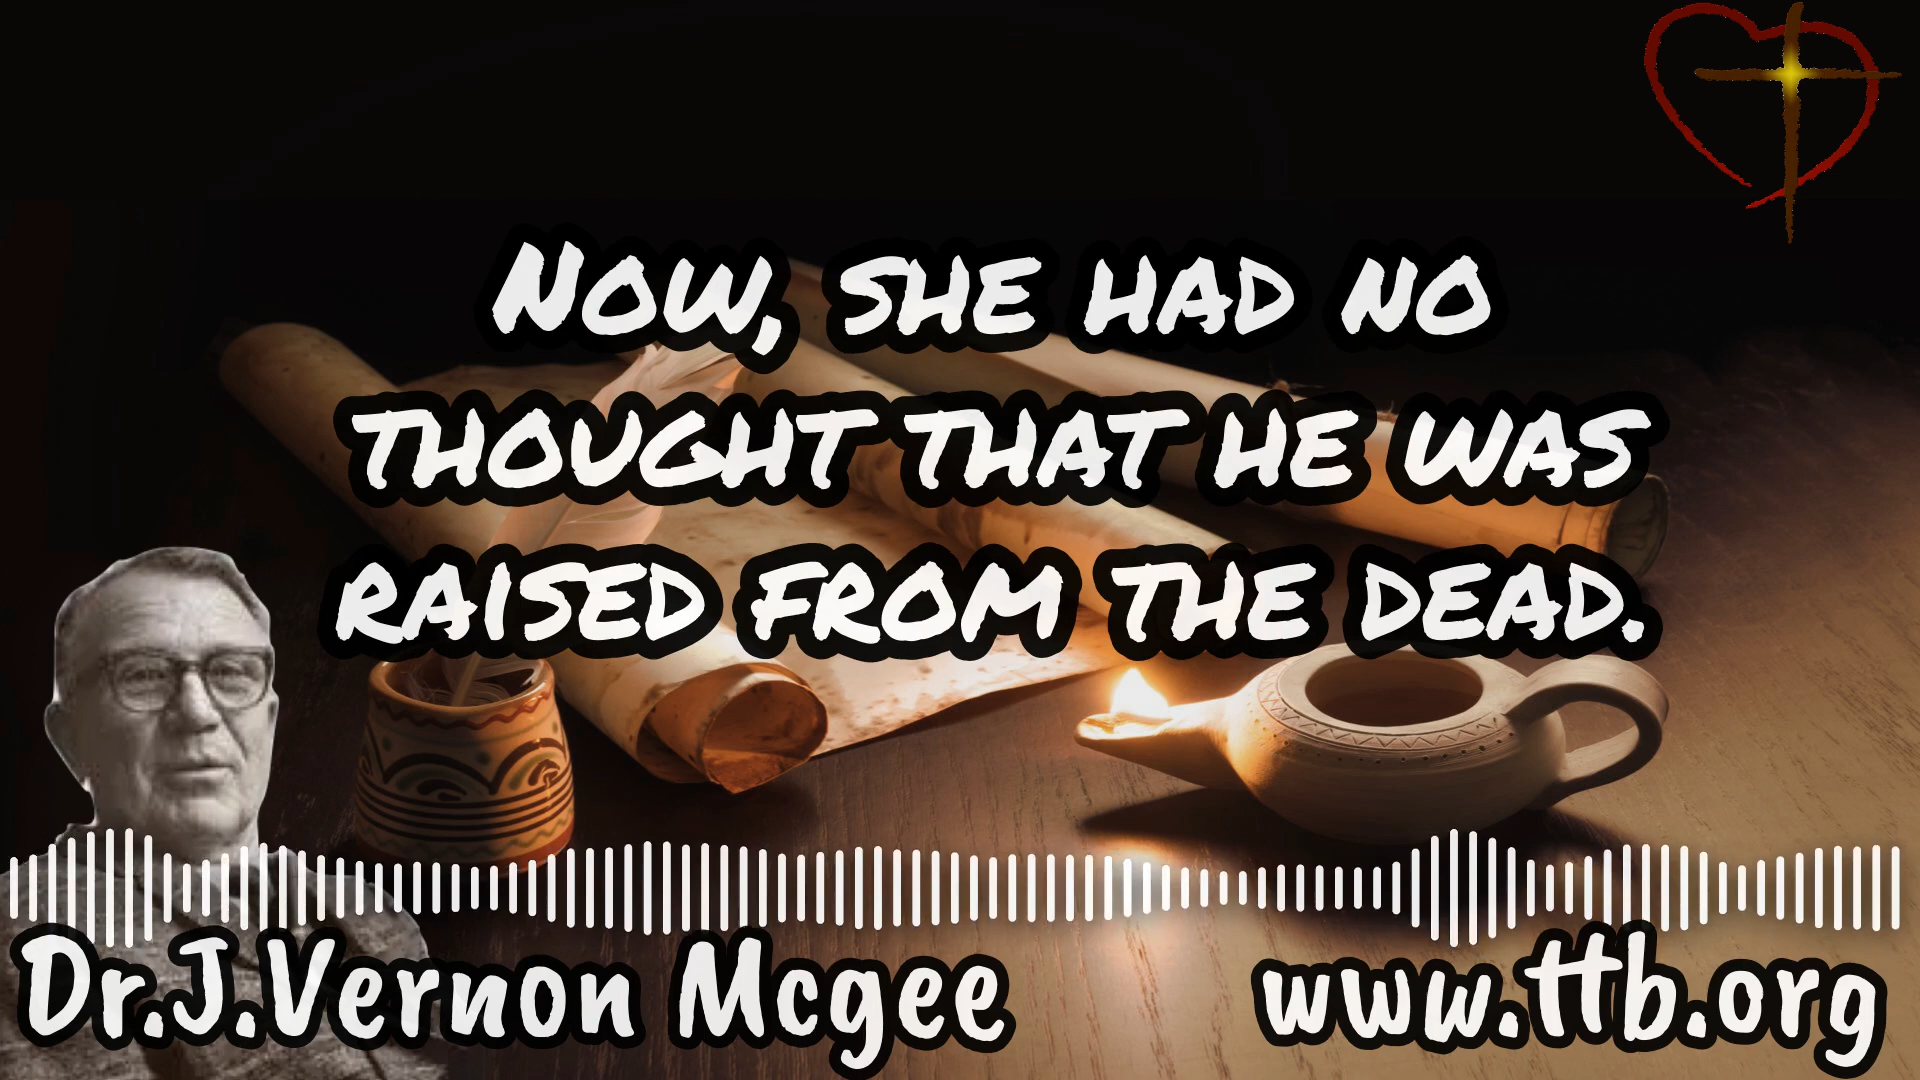 Now, she had no
thought that he was
raised from the dead.
Dr.J.Vernon Mcgee
www.ttb.org